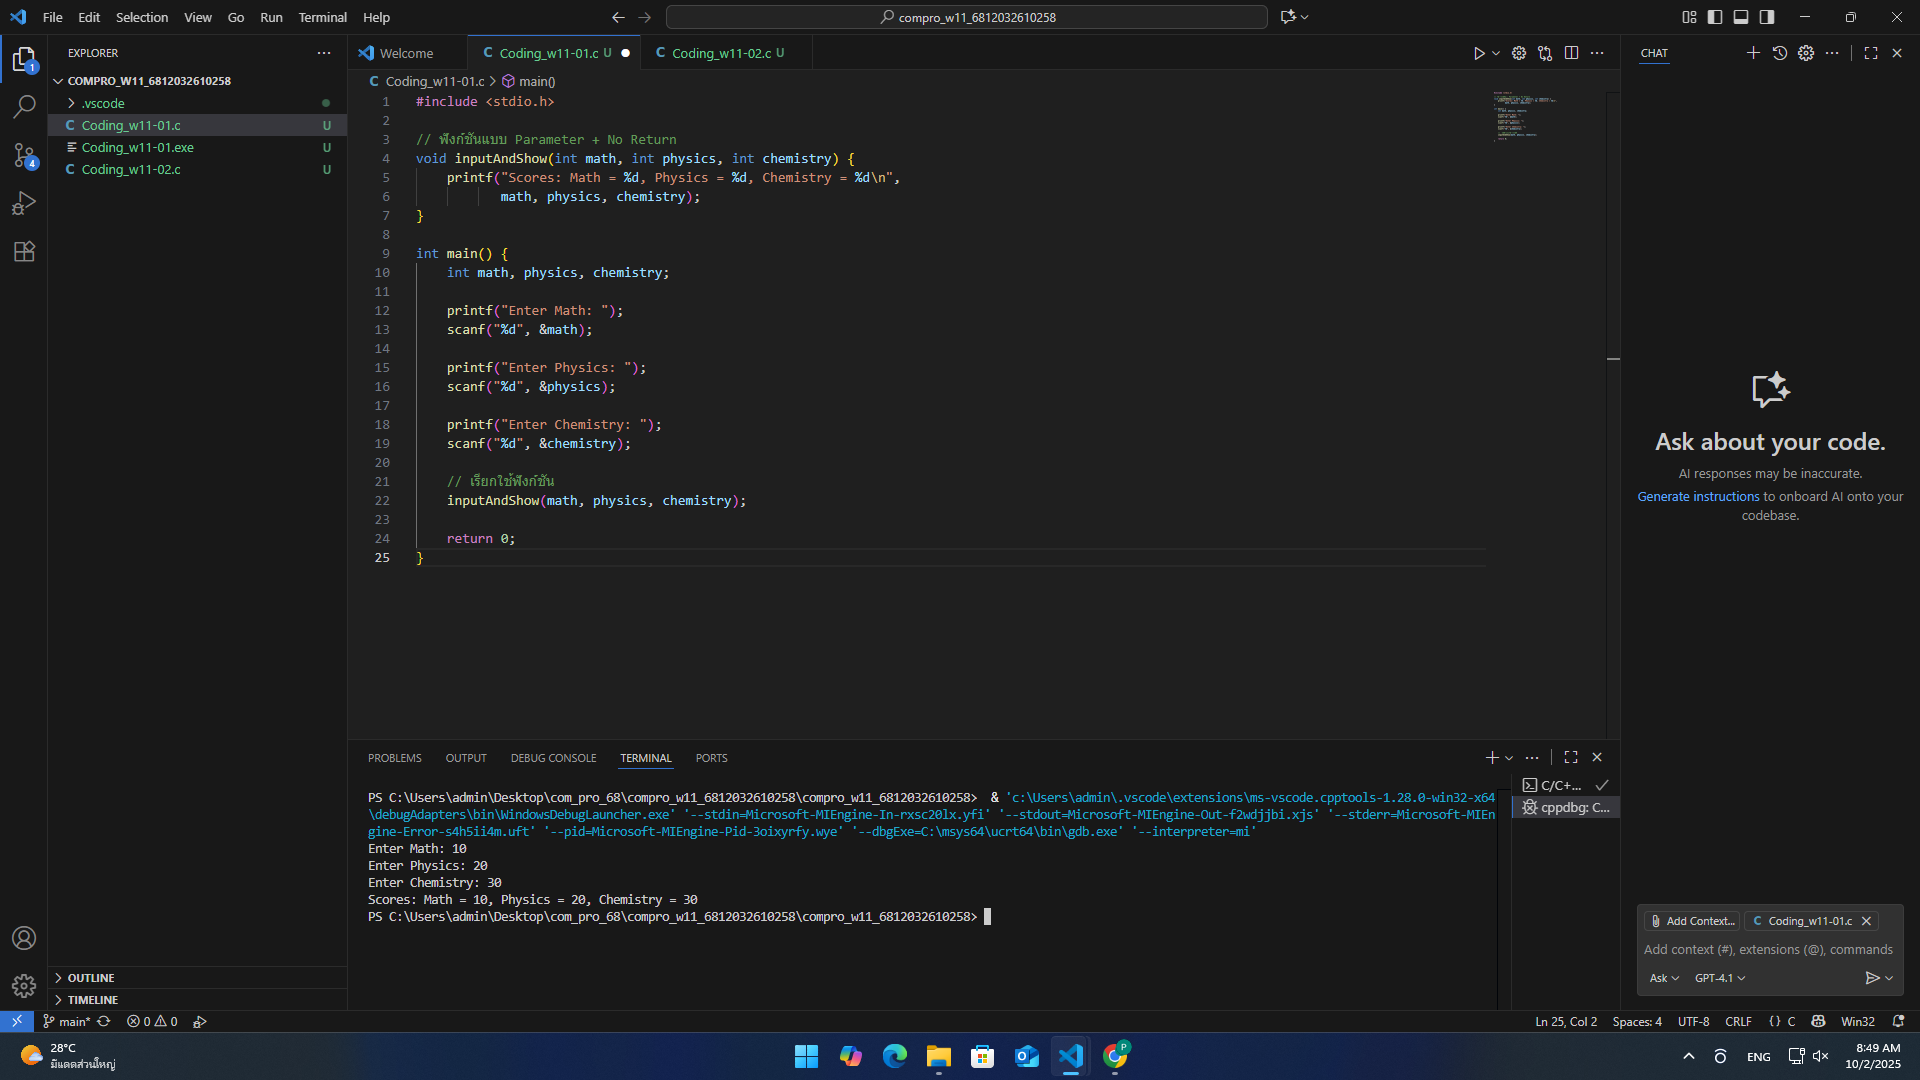 File Edit Selection View Go Run Terminal Help
compro_w11_6812032610258
EXPLORER
COMPRO_W11_6812032610258
.vscode
Coding_w11-01.c U
Coding_w11-01.exe U
Coding_w11-02.c U
OUTLINE
TIMELINE
Welcome
C Coding_w11-01.c U
C Coding_w11-02.c U
C Coding_w11-01.c > main()
1 #include <stdio.h>
2
3 // ฟังก์ชันแบบ Parameter + No Return
4 void inputAndShow(int math, int physics, int chemistry) {
5 printf("Scores: Math = %d, Physics = %d, Chemistry = %d\n",
6 math, physics, chemistry);
7 }
8
9 int main() {
10 int math, physics, chemistry;
11
12 printf("Enter Math: ");
13 scanf("%d", &math);
14
15 printf("Enter Physics: ");
16 scanf("%d", &physics);
17
18 printf("Enter Chemistry: ");
19 scanf("%d", &chemistry);
20
21 // เรียกใช้ฟังก์ชัน
22 inputAndShow(math, physics, chemistry);
23
24 return 0;
25 }
PROBLEMS OUTPUT DEBUG CONSOLE TERMINAL PORTS
PS C:\Users\admin\Desktop\com_pro_68\compro_w11_6812032610258\compro_w11_6812032610258> & 'c:\Users\admin\.vscode\extensions\ms-vscode.cpptools-1.28.0-win32-x64
\debugAdapters\bin\WindowsDebugLauncher.exe' '--stdin=Microsoft-MIEngine-In-rxsc20lx.yfi' '--stdout=Microsoft-MIEngine-Out-f2wdjjbi.xjs' '--stderr=Microsoft-MIEn
gine-Error-s4h5ii4m.uft' '--pid=Microsoft-MIEngine-Pid-3oixyrfy.wye' '--dbgExe=C:\msys64\ucrt64\bin\gdb.exe' '--interpreter=mi'
Enter Math: 10
Enter Physics: 20
Enter Chemistry: 30
Scores: Math = 10, Physics = 20, Chemistry = 30
PS C:\Users\admin\Desktop\com_pro_68\compro_w11_6812032610258\compro_w11_6812032610258>
C/C+...
cppdbg: C...
CHAT
Ask about your code.
AI responses may be inaccurate.
Generate instructions to onboard AI onto your
codebase.
Add Context...
C Coding_w11-01.c
Add context (#), extensions (@), commands
Ask GPT-4.1
main* 0 0
Ln 25, Col 2 Spaces: 4 UTF-8 CRLF {} C Win32
28°C
มีแดดส่วนใหญ่
ENG
8:49 AM
10/2/2025